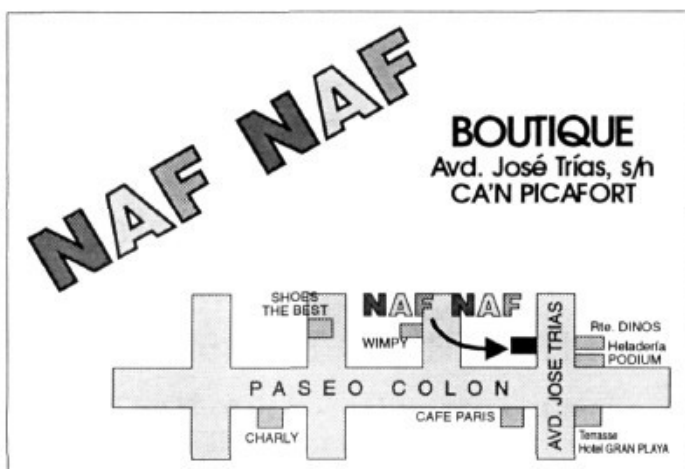 NAF NAF
BOUTIQUE
Avd. José Trías, s/n
CA'N PICAFORT
SHOES
THE BEST
NAF NAF
WIMPY
Rte. DINOS
Heladería
PODIUM
AVD. JOSE TRIAS
PASEO COLON
CHARLY
CAFE PARIS
Terrasse
Hotel GRAN PLAYA